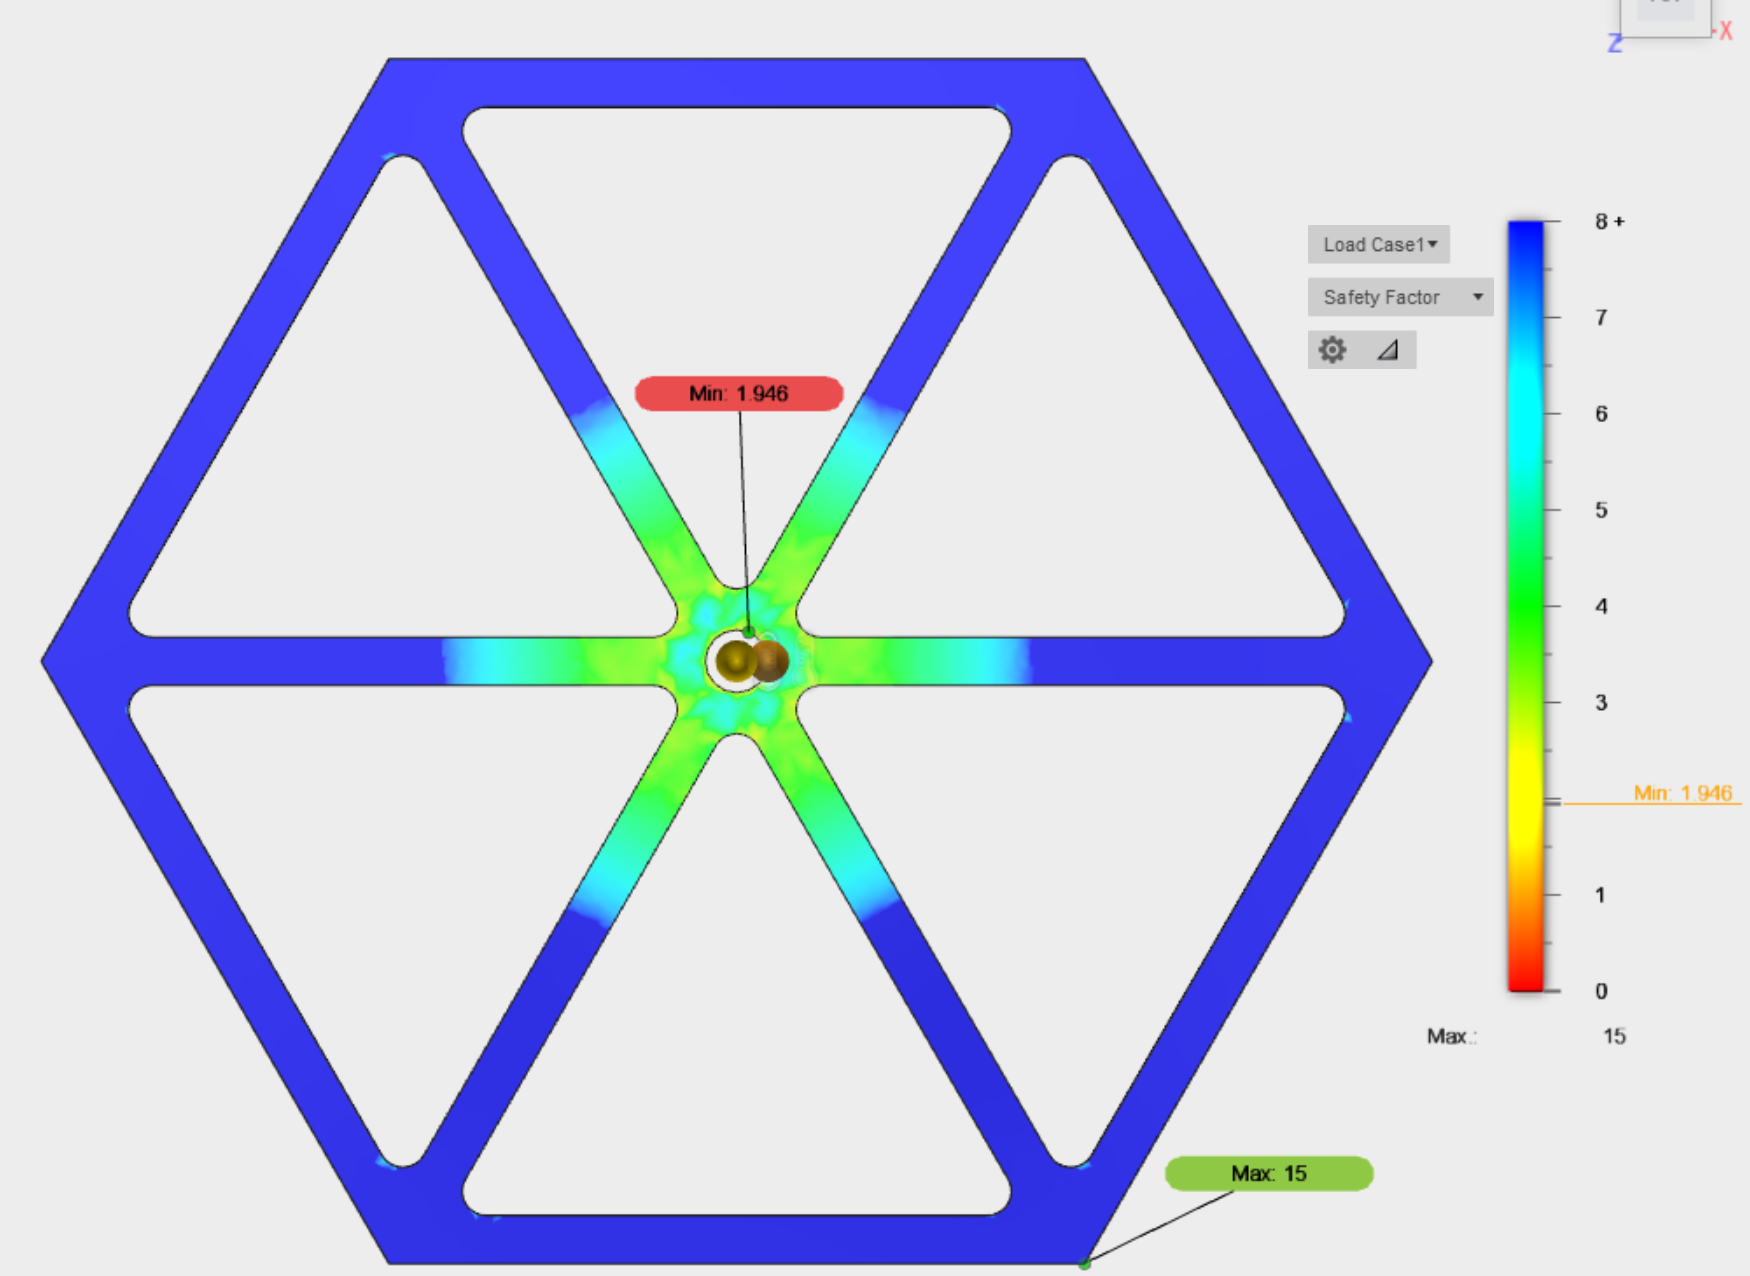 X
Z
8 +
Load Case1
Safety Factor
7
Min: 1.946
6
5
4
3
Min: 1.946
1
0
Max.: 15
Max: 15